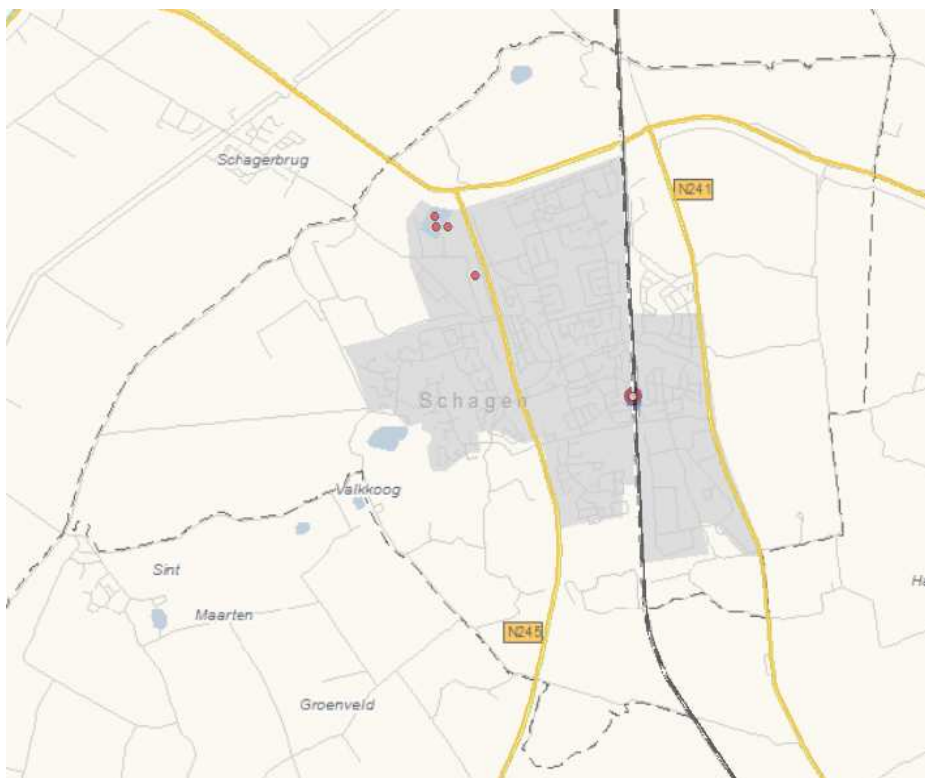 Schagerbrug
N241
Schagen
Valkkoog
Sint
Maarten
N245
Groenveld